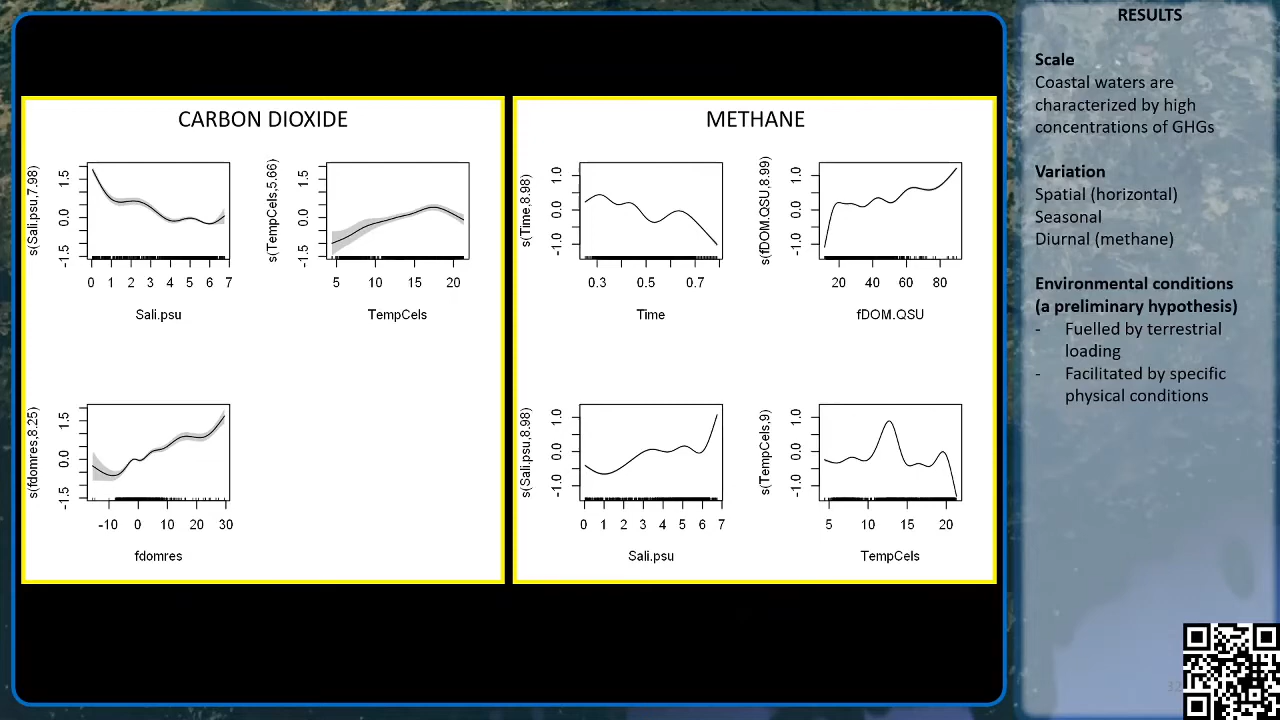 CARBON DIOXIDE
s(Sali.psu,7.98)
-1.5 0.0 1.5
0 1 2 3 4 5 6 7
Sali.psu
s(TempCels,5.66)
-1.5 0.0 1.5
5 10 15 20
TempCels
s(fdomres,8.25)
-1.5 0.0 1.5
-10 0 10 20 30
fdomres
METHANE
s(Time,8.98)
-1.0 0.0 1.0
0.3 0.5 0.7
Time
s(fDOM.QSU,8.99)
-1.0 0.0 1.0
20 40 60 80
fDOM.QSU
s(Sali.psu,8.98)
-1.0 0.0 1.0
0 1 2 3 4 5 6 7
Sali.psu
s(TempCels,9)
-1.0 0.0 1.0
5 10 15 20
TempCels
RESULTS
Scale
Coastal waters are
characterized by high
concentrations of GHGs
Variation
Spatial (horizontal)
Seasonal
Diurnal (methane)
Environmental conditions
(a preliminary hypothesis)
- Fuelled by terrestrial
loading
- Facilitated by specific
physical conditions
32